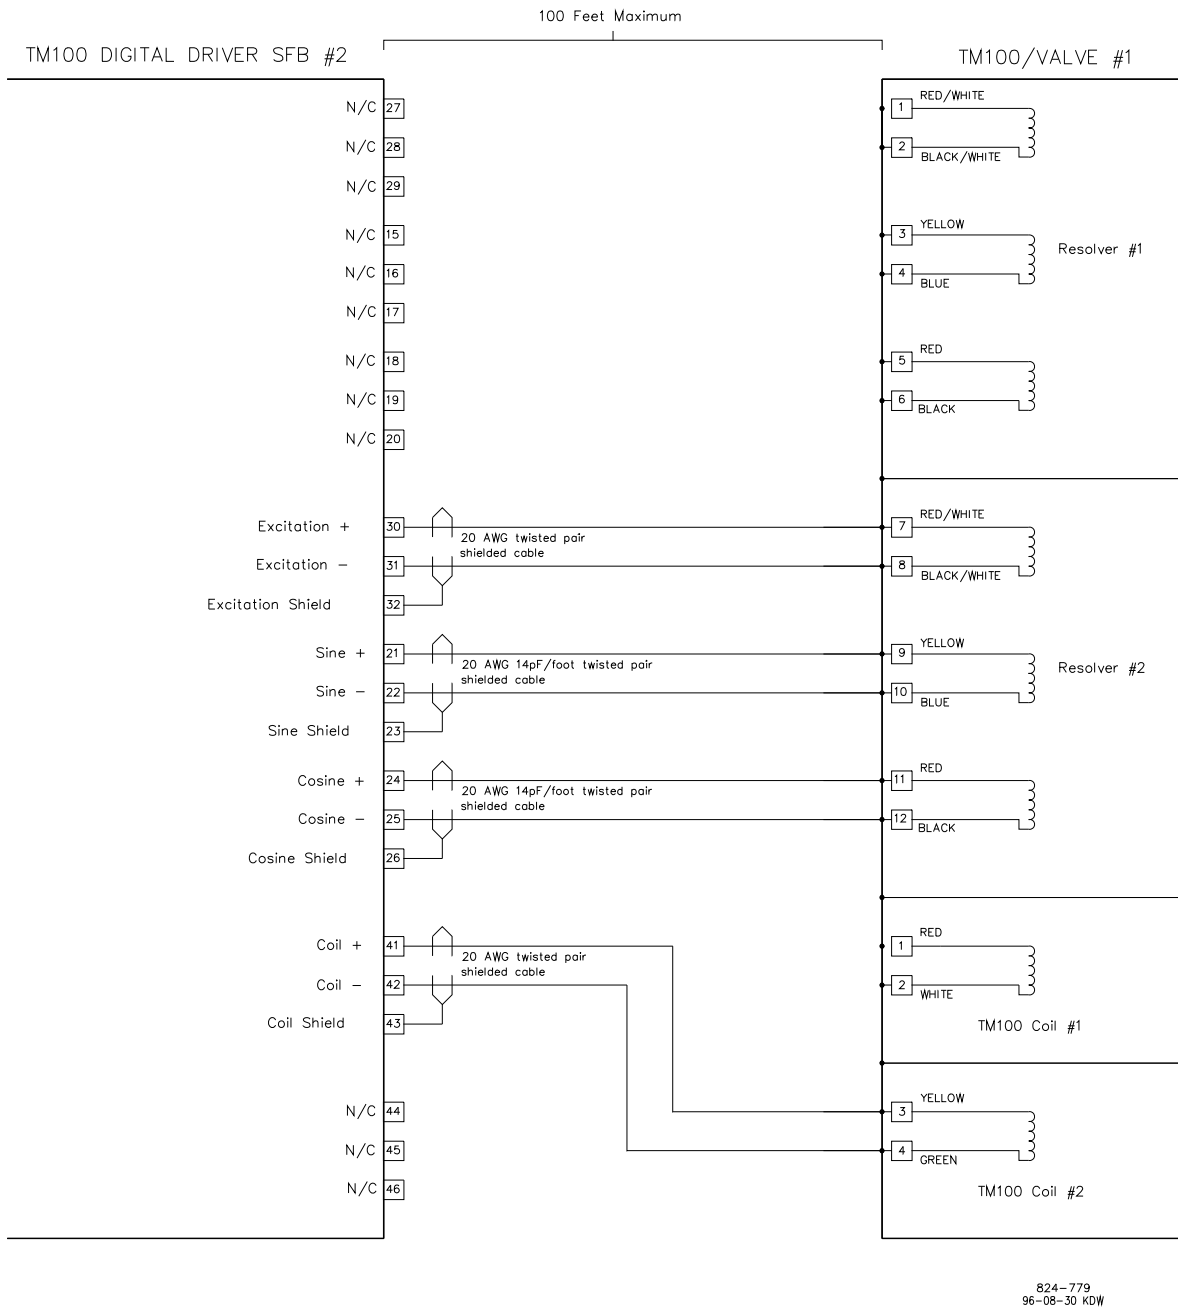 100 Feet Maximum
TM100 DIGITAL DRIVER SFB #2
TM100/VALVE #1
N/C 27
N/C 28
N/C 29
N/C 15
N/C 16
N/C 17
N/C 18
N/C 19
N/C 20
Excitation + 30
Excitation - 31
Excitation Shield 32
20 AWG twisted pair
shielded cable
Sine + 21
Sine - 22
Sine Shield 23
20 AWG 14pF/foot twisted pair
shielded cable
Cosine + 24
Cosine - 25
Cosine Shield 26
20 AWG 14pF/foot twisted pair
shielded cable
Coil + 41
Coil - 42
Coil Shield 43
20 AWG twisted pair
shielded cable
N/C 44
N/C 45
N/C 46
1 RED/WHITE
2 BLACK/WHITE
3 YELLOW
4 BLUE
Resolver #1
5 RED
6 BLACK
7 RED/WHITE
8 BLACK/WHITE
9 YELLOW
10 BLUE
Resolver #2
11 RED
12 BLACK
1 RED
2 WHITE
TM100 Coil #1
3 YELLOW
4 GREEN
TM100 Coil #2
824-779
96-08-30 KDW